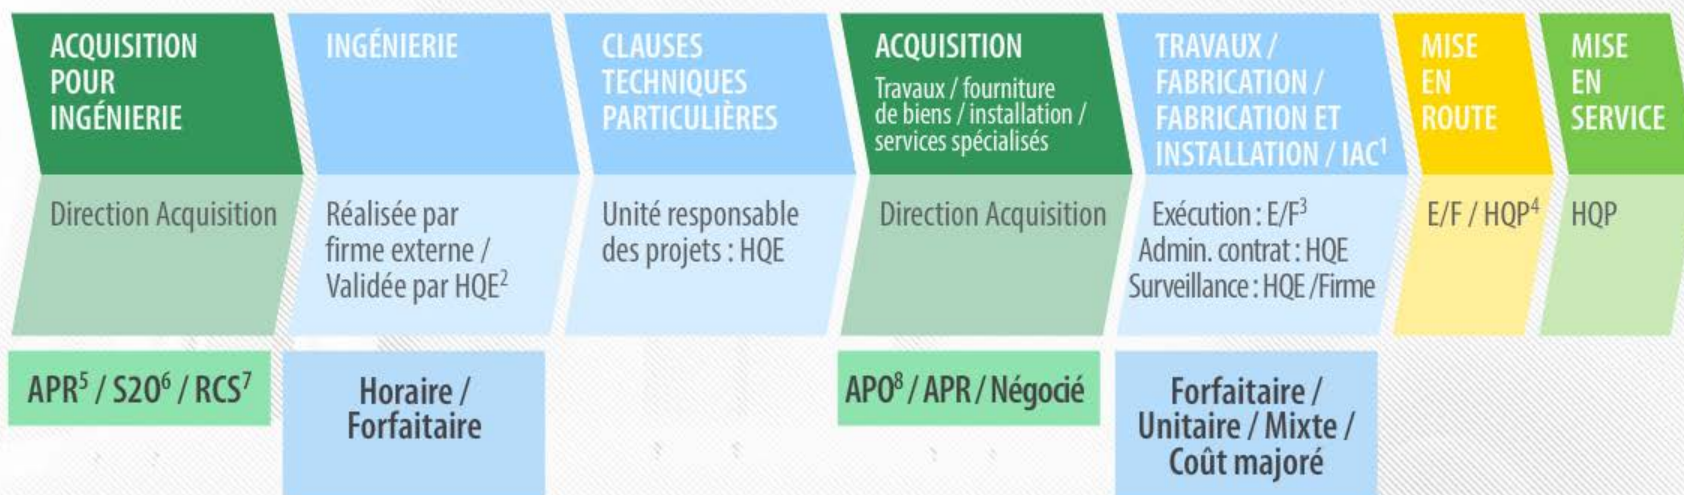 ACQUISITION
POUR
INGÉNIERIE
Direction Acquisition
APR⁵ / S2O⁶ / RCS⁷
INGÉNIERIE
Réalisée par
firme externe /
Validée par HQE²
Horaire /
Forfaitaire
CLAUSES
TECHNIQUES
PARTICULIÈRES
Unité responsable
des projets : HQE
ACQUISITION
Travaux / fourniture
de biens / installation /
services spécialisés
Direction Acquisition
APO⁸ / APR / Négocié
TRAVAUX /
FABRICATION /
FABRICATION ET
INSTALLATION / IAC¹
Exécution : E/F³
Admin. contrat : HQE
Surveillance : HQE /Firme
Forfaitaire /
Unitaire / Mixte /
Coût majoré
MISE
EN
ROUTE
E/F / HQP⁴
MISE
EN
SERVICE
HQP